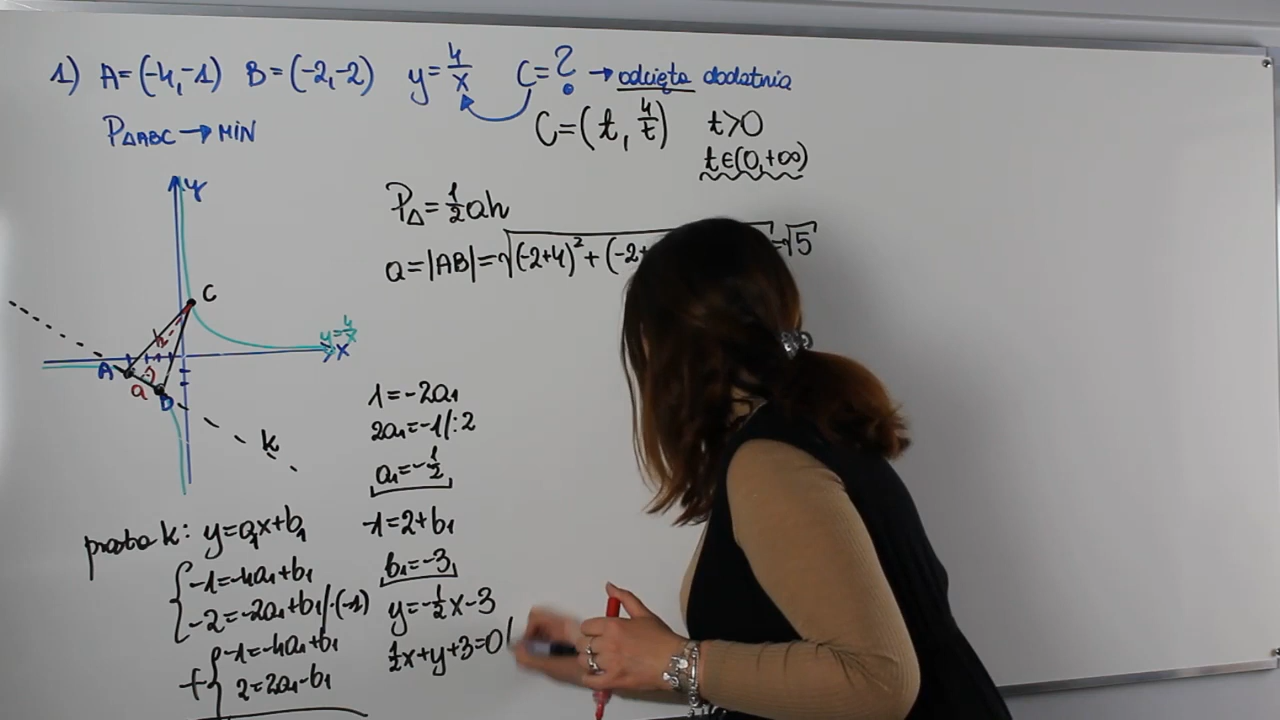 1) A=(-4,-1) B=(-2,-2) y=4/x C=? → odcięta dodatnia
P△ABC → MIN
C=(t, 4/t) t>0
t∈(0,+∞)
P△=1/2ah
a=|AB|=√(-2+4)²+(-2+ =√5
y
C
h
y=4/x
x
A
a
B
k
prosta k: y=a₁x+b₁
-1=-4a₁+b₁
-2=-2a₁+b₁/·(-1)
-1=-4a₁+b₁
+ 2=2a₁-b₁
1=-2a₁
2a₁=-1/:2
a₁=-1/2
-1=2+b₁
b₁=-3
y=-1/2x-3
1/2x+y+3=0/